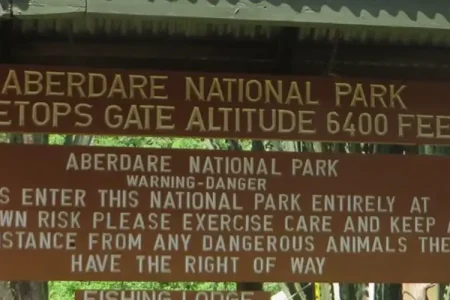 ABERDARE NATIONAL PARK
ETOPS GATE ALTITUDE 6400 FEE
ABERDARE NATIONAL PARK
WARNING-DANGER
S ENTER THIS NATIONAL PARK ENTIRELY AT
WN RISK PLEASE EXERCISE CARE AND KEEP A
ISTANCE FROM ANY DANGEROUS ANIMALS THE
HAVE THE RIGHT OF WAY
FISHING LODGE